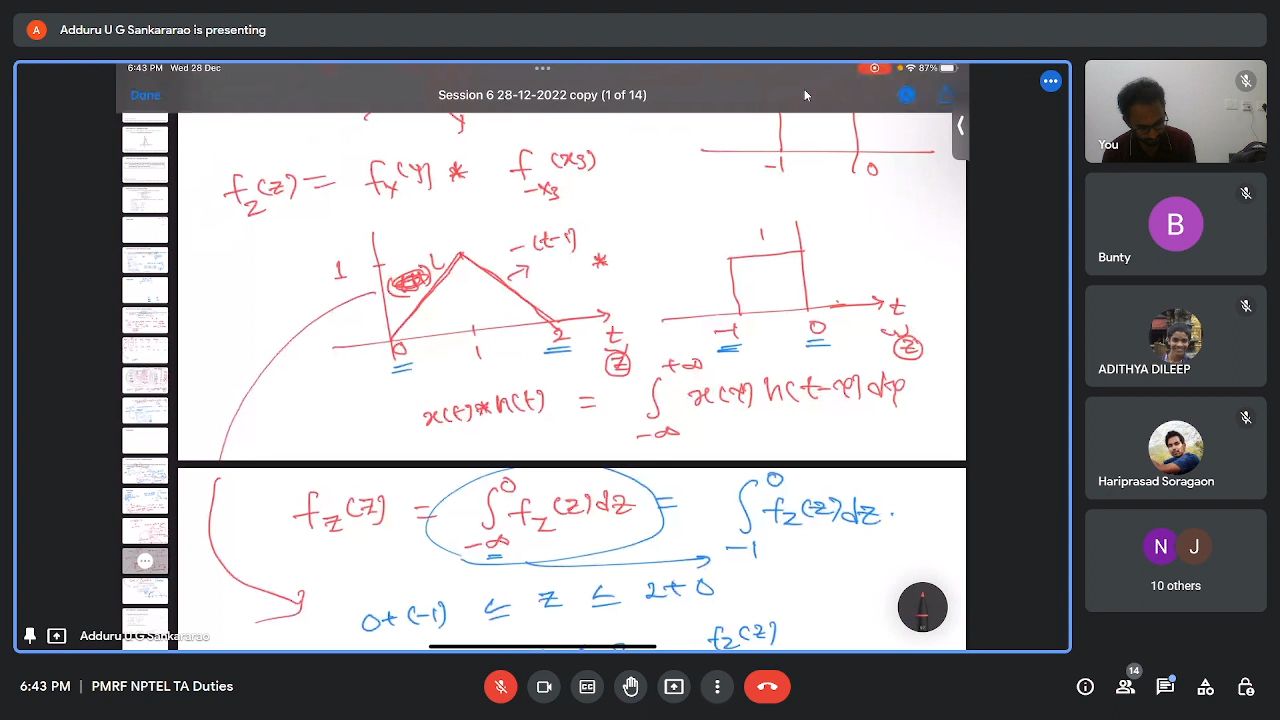 A Adduru U G Sankararao is presenting
6:43 PM Wed 28 Dec
87%
Done
Session 6 28-12-2022 copy (1 of 14)
y
-1 0
f_Z(z) = f_Y(y) * f_{-X3}(x3)
1 -(t-1) *
0 1 2 t
z
1
-1 0 t
z
x(t)*h(t) = ∫_{-∞}^{+∞}
f_Z(z) = ∫_{-∞}^{0} f_Z(z)dz = ∫_{-1}^{0} f_Z(z)dz.
0+(-1) ≤ z ≤ 2+0
f_Z(z)
Adduru U G Sankararao
You
B
Bunty
ADITHYA DILEEP
Hariprasad Soragaon
N J
10 others
6:43 PM | PMRF NPTEL TA Duties
14